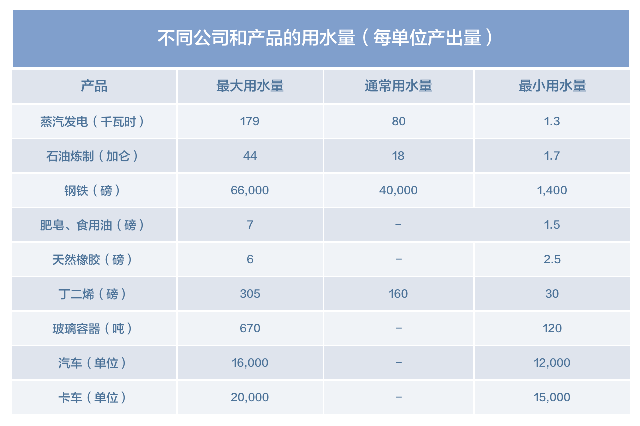 不同公司和产品的用水量（每单位产出量）
产品 最大用水量 通常用水量 最小用水量
蒸汽发电（千瓦时） 179 80 1.3
石油炼制（加仑） 44 18 1.7
钢铁（磅） 66,000 40,000 1,400
肥皂、食用油（磅） 7 – 1.5
天然橡胶（磅） 6 – 2.5
丁二烯（磅） 305 160 30
玻璃容器（吨） 670 – 120
汽车（单位） 16,000 – 12,000
卡车（单位） 20,000 – 15,000